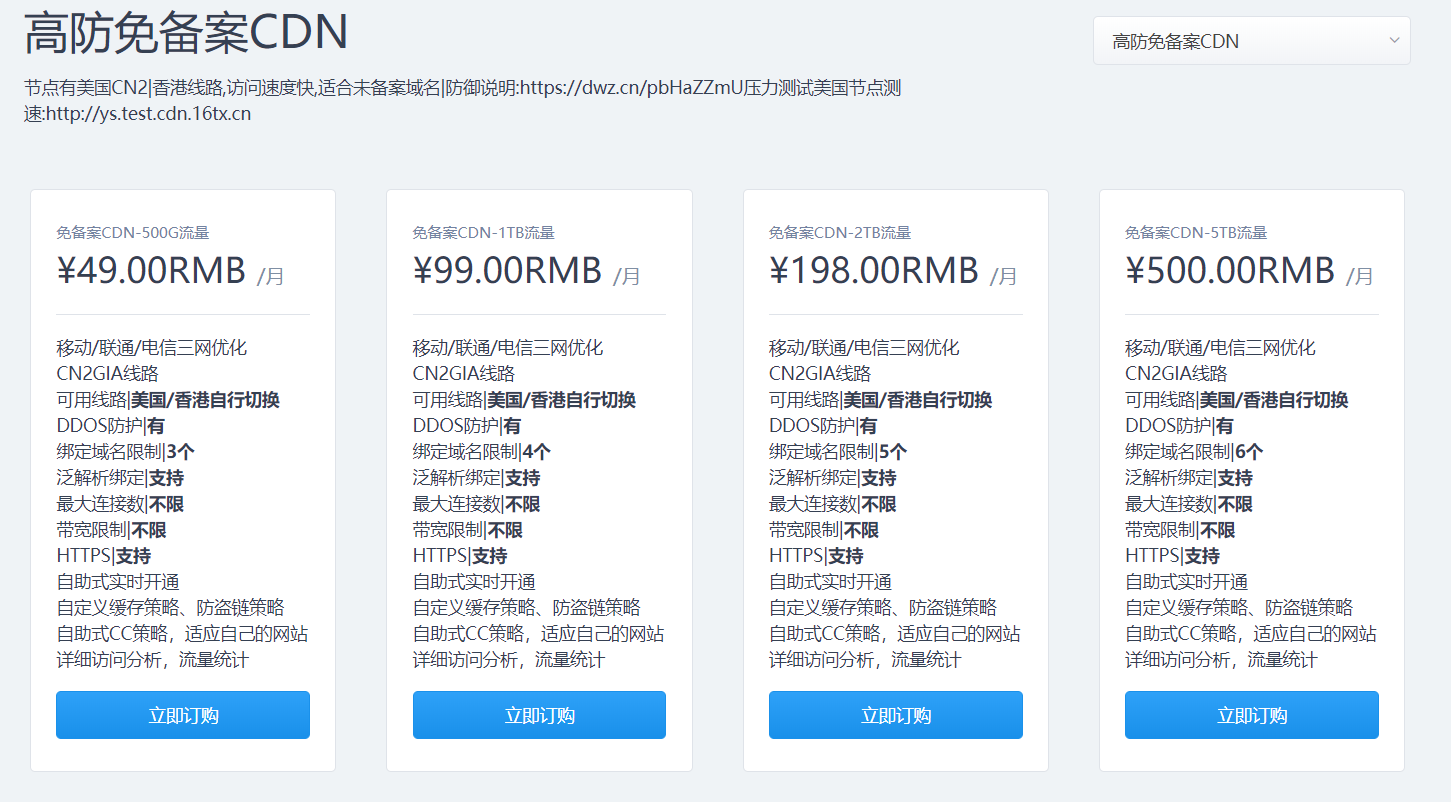 高防免备案CDN
高防免备案CDN
节点有美国CN2|香港线路,访问速度快,适合未备案域名|防御说明:https://dwz.cn/pbHaZZmU压力测试美国节点测
速:http://ys.test.cdn.16tx.cn
免备案CDN-500G流量
¥49.00RMB /月
移动/联通/电信三网优化
CN2GIA线路
可用线路|美国/香港自行切换
DDOS防护|有
绑定域名限制|3个
泛解析绑定|支持
最大连接数|不限
带宽限制|不限
HTTPS|支持
自助式实时开通
自定义缓存策略、防盗链策略
自助式CC策略，适应自己的网站
详细访问分析，流量统计
立即订购
免备案CDN-1TB流量
¥99.00RMB /月
移动/联通/电信三网优化
CN2GIA线路
可用线路|美国/香港自行切换
DDOS防护|有
绑定域名限制|4个
泛解析绑定|支持
最大连接数|不限
带宽限制|不限
HTTPS|支持
自助式实时开通
自定义缓存策略、防盗链策略
自助式CC策略，适应自己的网站
详细访问分析，流量统计
立即订购
免备案CDN-2TB流量
¥198.00RMB /月
移动/联通/电信三网优化
CN2GIA线路
可用线路|美国/香港自行切换
DDOS防护|有
绑定域名限制|5个
泛解析绑定|支持
最大连接数|不限
带宽限制|不限
HTTPS|支持
自助式实时开通
自定义缓存策略、防盗链策略
自助式CC策略，适应自己的网站
详细访问分析，流量统计
立即订购
免备案CDN-5TB流量
¥500.00RMB /月
移动/联通/电信三网优化
CN2GIA线路
可用线路|美国/香港自行切换
DDOS防护|有
绑定域名限制|6个
泛解析绑定|支持
最大连接数|不限
带宽限制|不限
HTTPS|支持
自助式实时开通
自定义缓存策略、防盗链策略
自助式CC策略，适应自己的网站
详细访问分析，流量统计
立即订购